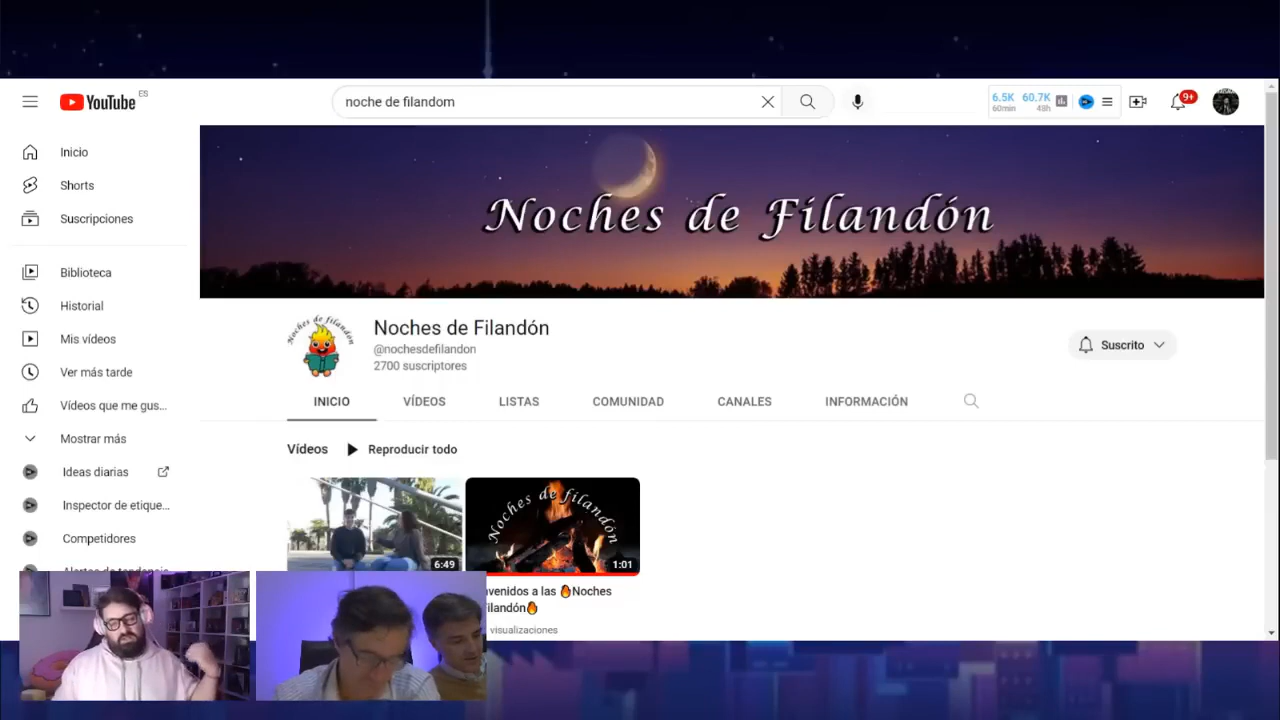 YouTube ES
noche de filandom
6.5K 60.7K
60min 48h
9+
Inicio
Shorts
Suscripciones
Biblioteca
Historial
Mis vídeos
Ver más tarde
Vídeos que me gus...
Mostrar más
Ideas diarias
Inspector de etique...
Competidores
Noches de Filandón
Noches de filandón
Noches de Filandón
@nochesdefilandon
2700 suscriptores
Suscrito
INICIO VÍDEOS LISTAS COMUNIDAD CANALES INFORMACIÓN
Vídeos Reproducir todo
6:49
Noches de filandón
1:01
venidos a las 🔥Noches
ilandón🔥
visualizaciones